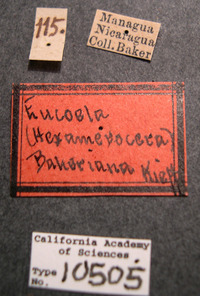 115.
Managua
Nicaragua
Coll. Baker
Eucoela
(Hexamerocera)
Bakeriana Kieff
California Academy
of Sciences
Type
No. 10505